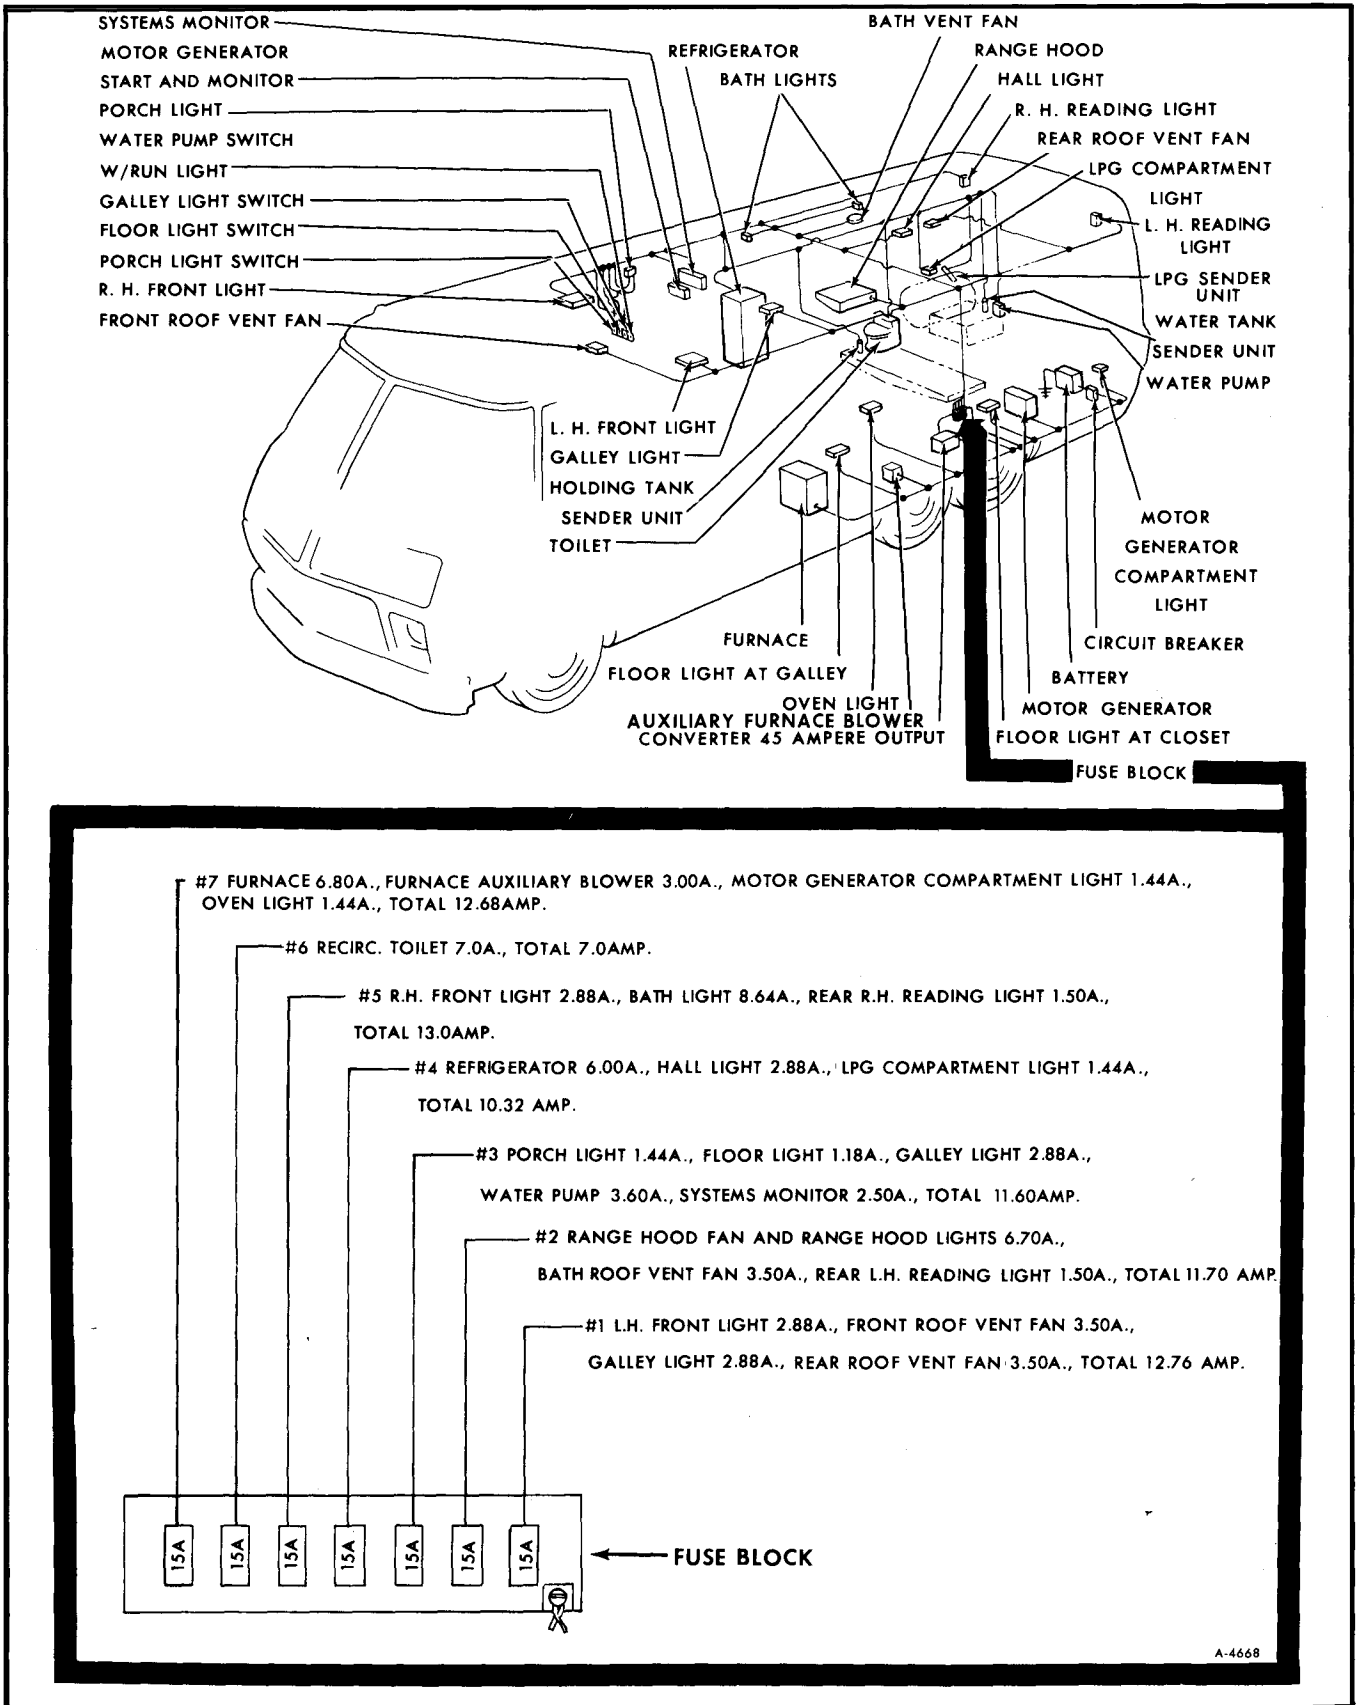 SYSTEMS MONITOR
MOTOR GENERATOR
START AND MONITOR
PORCH LIGHT
WATER PUMP SWITCH
W/RUN LIGHT
GALLEY LIGHT SWITCH
FLOOR LIGHT SWITCH
PORCH LIGHT SWITCH
R. H. FRONT LIGHT
FRONT ROOF VENT FAN
REFRIGERATOR
BATH LIGHTS
BATH VENT FAN
RANGE HOOD
HALL LIGHT
R. H. READING LIGHT
REAR ROOF VENT FAN
LPG COMPARTMENT
LIGHT
L. H. READING
LIGHT
LPG SENDER
UNIT
WATER TANK
SENDER UNIT
WATER PUMP
L. H. FRONT LIGHT
GALLEY LIGHT
HOLDING TANK
SENDER UNIT
TOILET
MOTOR
GENERATOR
COMPARTMENT
LIGHT
CIRCUIT BREAKER
BATTERY
MOTOR GENERATOR
FLOOR LIGHT AT CLOSET
FURNACE
FLOOR LIGHT AT GALLEY
OVEN LIGHT
AUXILIARY FURNACE BLOWER
CONVERTER 45 AMPERE OUTPUT
FUSE BLOCK
#7 FURNACE 6.80A., FURNACE AUXILIARY BLOWER 3.00A., MOTOR GENERATOR COMPARTMENT LIGHT 1.44A.,
OVEN LIGHT 1.44A., TOTAL 12.68AMP.
#6 RECIRC. TOILET 7.0A., TOTAL 7.0AMP.
#5 R.H. FRONT LIGHT 2.88A., BATH LIGHT 8.64A., REAR R.H. READING LIGHT 1.50A.,
TOTAL 13.0AMP.
#4 REFRIGERATOR 6.00A., HALL LIGHT 2.88A., LPG COMPARTMENT LIGHT 1.44A.,
TOTAL 10.32 AMP.
#3 PORCH LIGHT 1.44A., FLOOR LIGHT 1.18A., GALLEY LIGHT 2.88A.,
WATER PUMP 3.60A., SYSTEMS MONITOR 2.50A., TOTAL 11.60AMP.
#2 RANGE HOOD FAN AND RANGE HOOD LIGHTS 6.70A.,
BATH ROOF VENT FAN 3.50A., REAR L.H. READING LIGHT 1.50A., TOTAL 11.70 AMP.
#1 L.H. FRONT LIGHT 2.88A., FRONT ROOF VENT FAN 3.50A.,
GALLEY LIGHT 2.88A., REAR ROOF VENT FAN 3.50A., TOTAL 12.76 AMP.
15A 15A 15A 15A 15A 15A 15A
FUSE BLOCK
A-4668